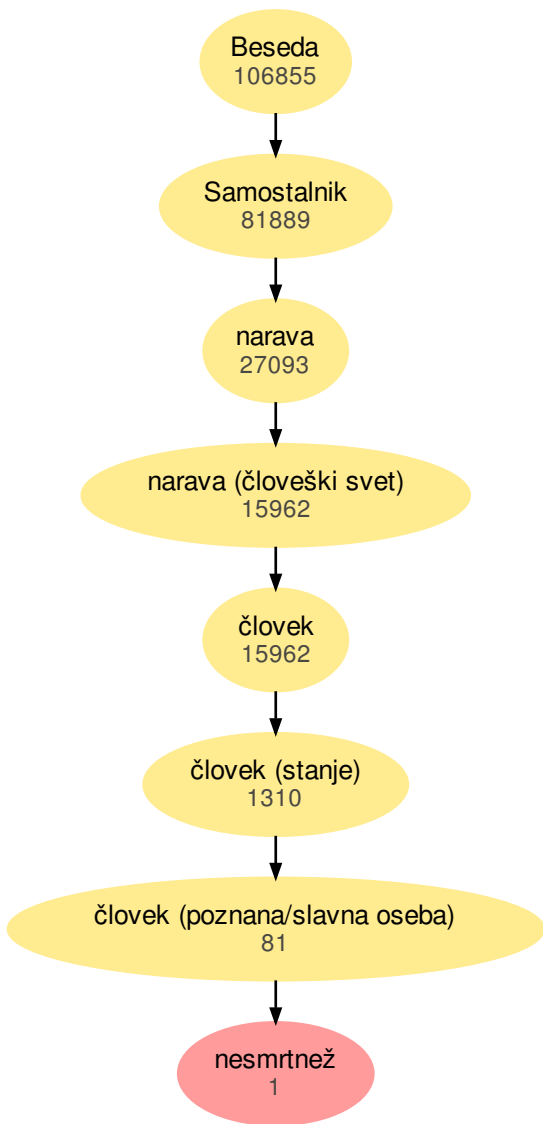 Beseda
106855
Samostalnik
81889
narava
27093
narava (človeški svet)
15962
človek
15962
človek (stanje)
1310
človek (poznana/slavna oseba)
81
nesmrtnež
1